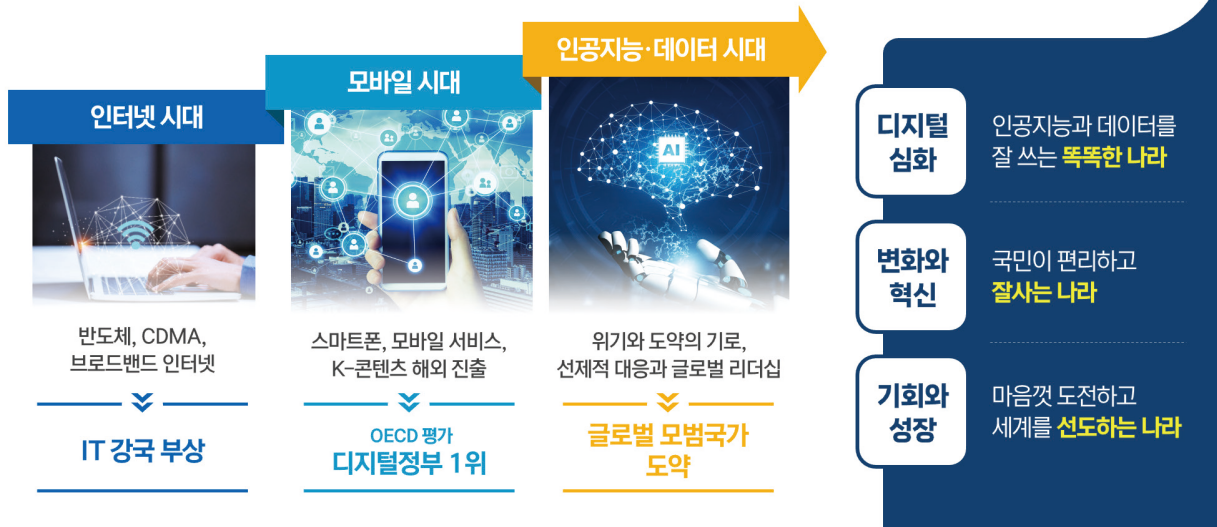 인터넷 시대
반도체, CDMA,
브로드밴드 인터넷
IT 강국 부상
모바일 시대
스마트폰, 모바일 서비스,
K-콘텐츠 해외 진출
OECD 평가
디지털정부 1위
인공지능·데이터 시대
AI
위기와 도약의 기로,
선제적 대응과 글로벌 리더십
글로벌 모범국가
도약
디지털
심화
인공지능과 데이터를
잘 쓰는 똑똑한 나라
변화와
혁신
국민이 편리하고
잘사는 나라
기회와
성장
마음껏 도전하고
세계를 선도하는 나라